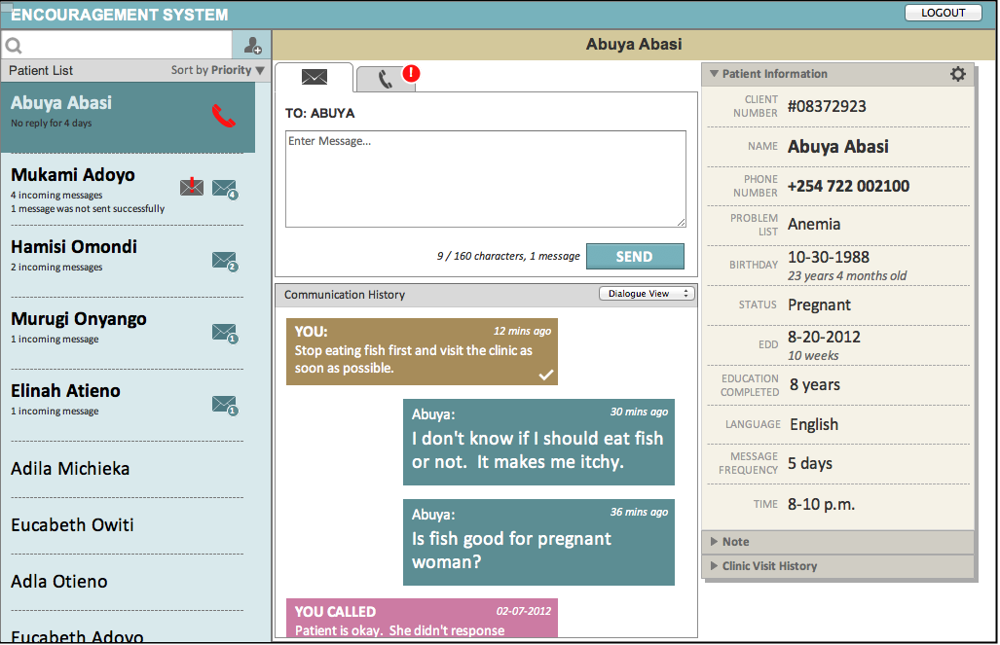 ENCOURAGEMENT SYSTEM
LOGOUT
Patient List
Sort by Priority ▼
Abuya Abasi
No reply for 4 days
Mukami Adoyo
4 incoming messages
1 message was not sent successfully
4
Hamisi Omondi
2 incoming messages
2
Murugi Onyango
1 incoming message
1
Elinah Atieno
1 incoming message
1
Adila Michieka
Eucabeth Owiti
Adla Otieno
Eucabeth Adoyo
Abuya Abasi
!
TO: ABUYA
Enter Message...
9 / 160 characters, 1 message
SEND
Communication History
Dialogue View
YOU:
12 mins ago
Stop eating fish first and visit the clinic as
soon as possible.
Abuya:
30 mins ago
I don't know if I should eat fish
or not. It makes me itchy.
Abuya:
36 mins ago
Is fish good for pregnant
woman?
YOU CALLED
02-07-2012
Patient is okay. She didn't response
Patient Information
CLIENT
NUMBER
#08372923
NAME
Abuya Abasi
PHONE
NUMBER
+254 722 002100
PROBLEM
LIST
Anemia
BIRTHDAY
10-30-1988
23 years 4 months old
STATUS
Pregnant
EDD
8-20-2012
10 weeks
EDUCATION
COMPLETED
8 years
LANGUAGE
English
MESSAGE
FREQUENCY
5 days
TIME
8-10 p.m.
Note
Clinic Visit History